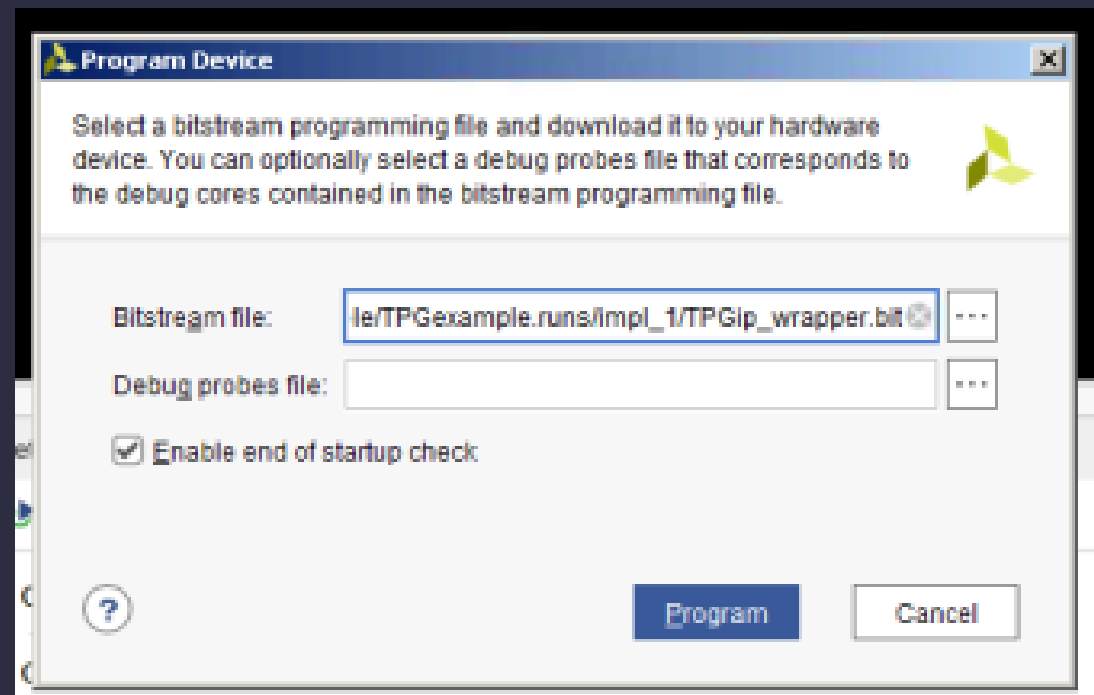 Program Device
Select a bitstream programming file and download it to your hardware
device. You can optionally select a debug probes file that corresponds to
the debug cores contained in the bitstream programming file.
Bitstream file: le/TPGexample.runs/impl_1/TPGip_wrapper.bit
Debug probes file:
Enable end of startup check
?
Program Cancel